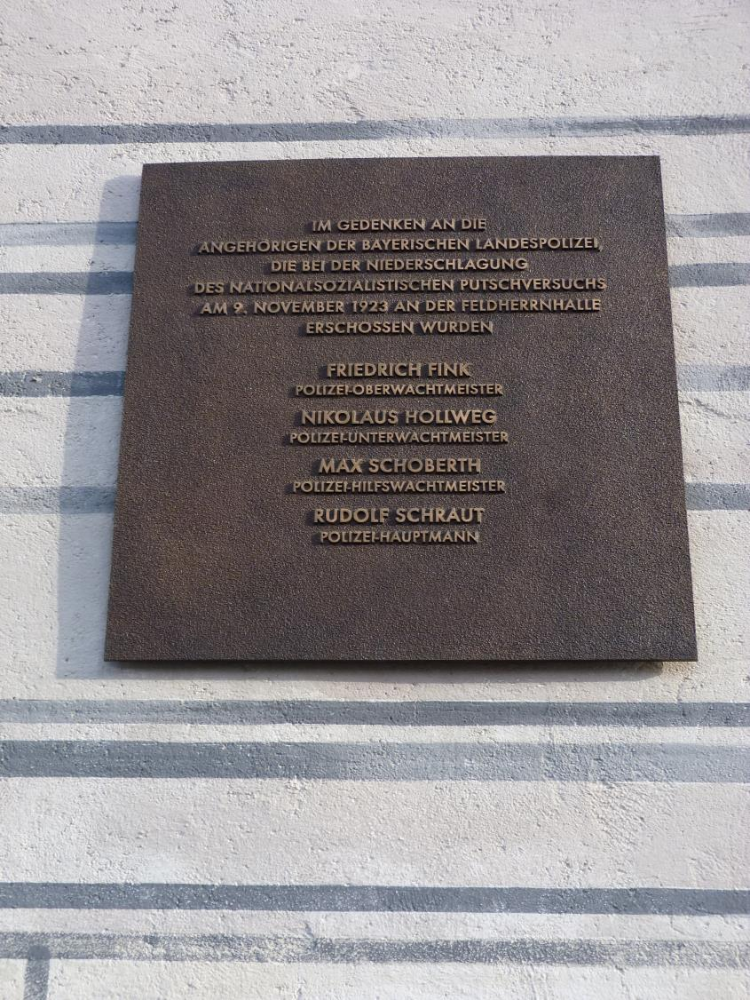 IM GEDENKEN AN DIE
ANGEHÖRIGEN DER BAYERISCHEN LANDESPOLIZEI,
DIE BEI DER NIEDERSCHLAGUNG
DES NATIONALSOZIALISTISCHEN PUTSCHVERSUCHS
AM 9. NOVEMBER 1923 AN DER FELDHERRNHALLE
ERSCHOSSEN WURDEN
FRIEDRICH FINK
POLIZEI-OBERWACHTMEISTER
NIKOLAUS HOLLWEG
POLIZEI-UNTERWACHTMEISTER
MAX SCHOBERTH
POLIZEI-HILFSWACHTMEISTER
RUDOLF SCHRAUT
POLIZEI-HAUPTMANN